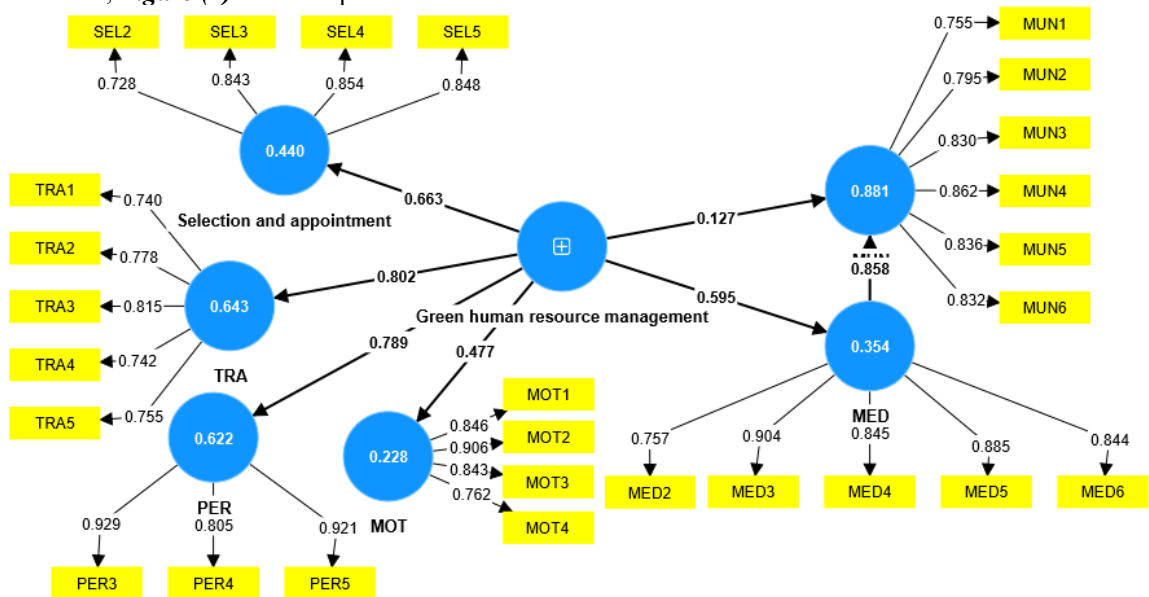 SEL2 SEL3 SEL4 SEL5
0.728 0.843 0.854 0.848
0.440
Selection and appointment
0.663
TRA1
TRA2
TRA3
TRA4
TRA5
0.740
0.778
0.815
0.742
0.755
0.643
TRA
0.802
Green human resource management
0.789
0.477
0.622
PER
0.929 0.805 0.921
PER3 PER4 PER5
0.228
MOT
0.846
0.906
0.843
0.762
MOT1
MOT2
MOT3
MOT4
0.127
0.595
0.881
MUN
0.858
0.755
0.795
0.830
0.862
0.836
0.832
MUN1
MUN2
MUN3
MUN4
MUN5
MUN6
0.354
MED
0.757 0.904 0.845 0.885 0.844
MED2 MED3 MED4 MED5 MED6